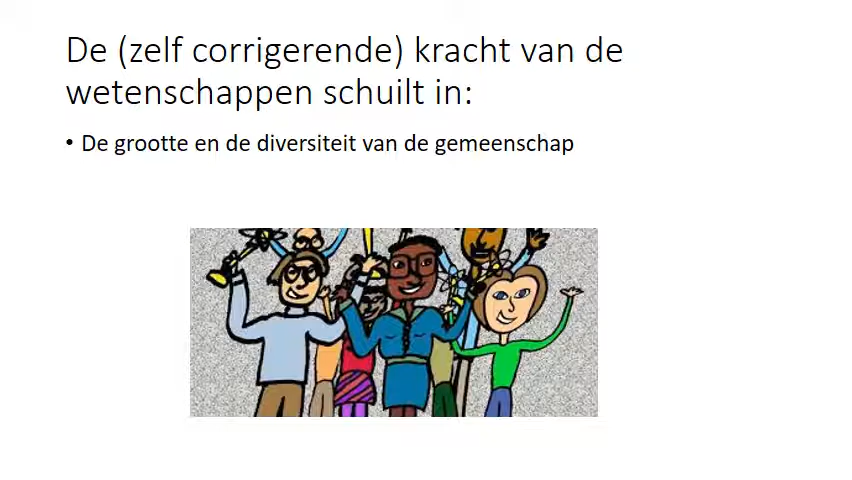 De (zelf corrigerende) kracht van de
wetenschappen schuilt in:
• De grootte en de diversiteit van de gemeenschap